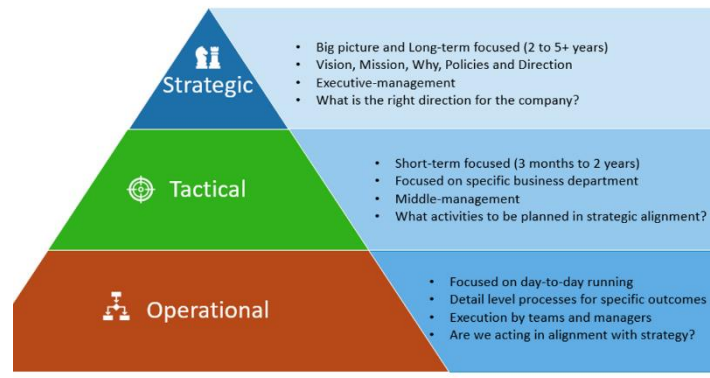 Strategic
• Big picture and Long-term focused (2 to 5+ years)
• Vision, Mission, Why, Policies and Direction
• Executive-management
• What is the right direction for the company?
Tactical
• Short-term focused (3 months to 2 years)
• Focused on specific business department
• Middle-management
• What activities to be planned in strategic alignment?
Operational
• Focused on day-to-day running
• Detail level processes for specific outcomes
• Execution by teams and managers
• Are we acting in alignment with strategy?